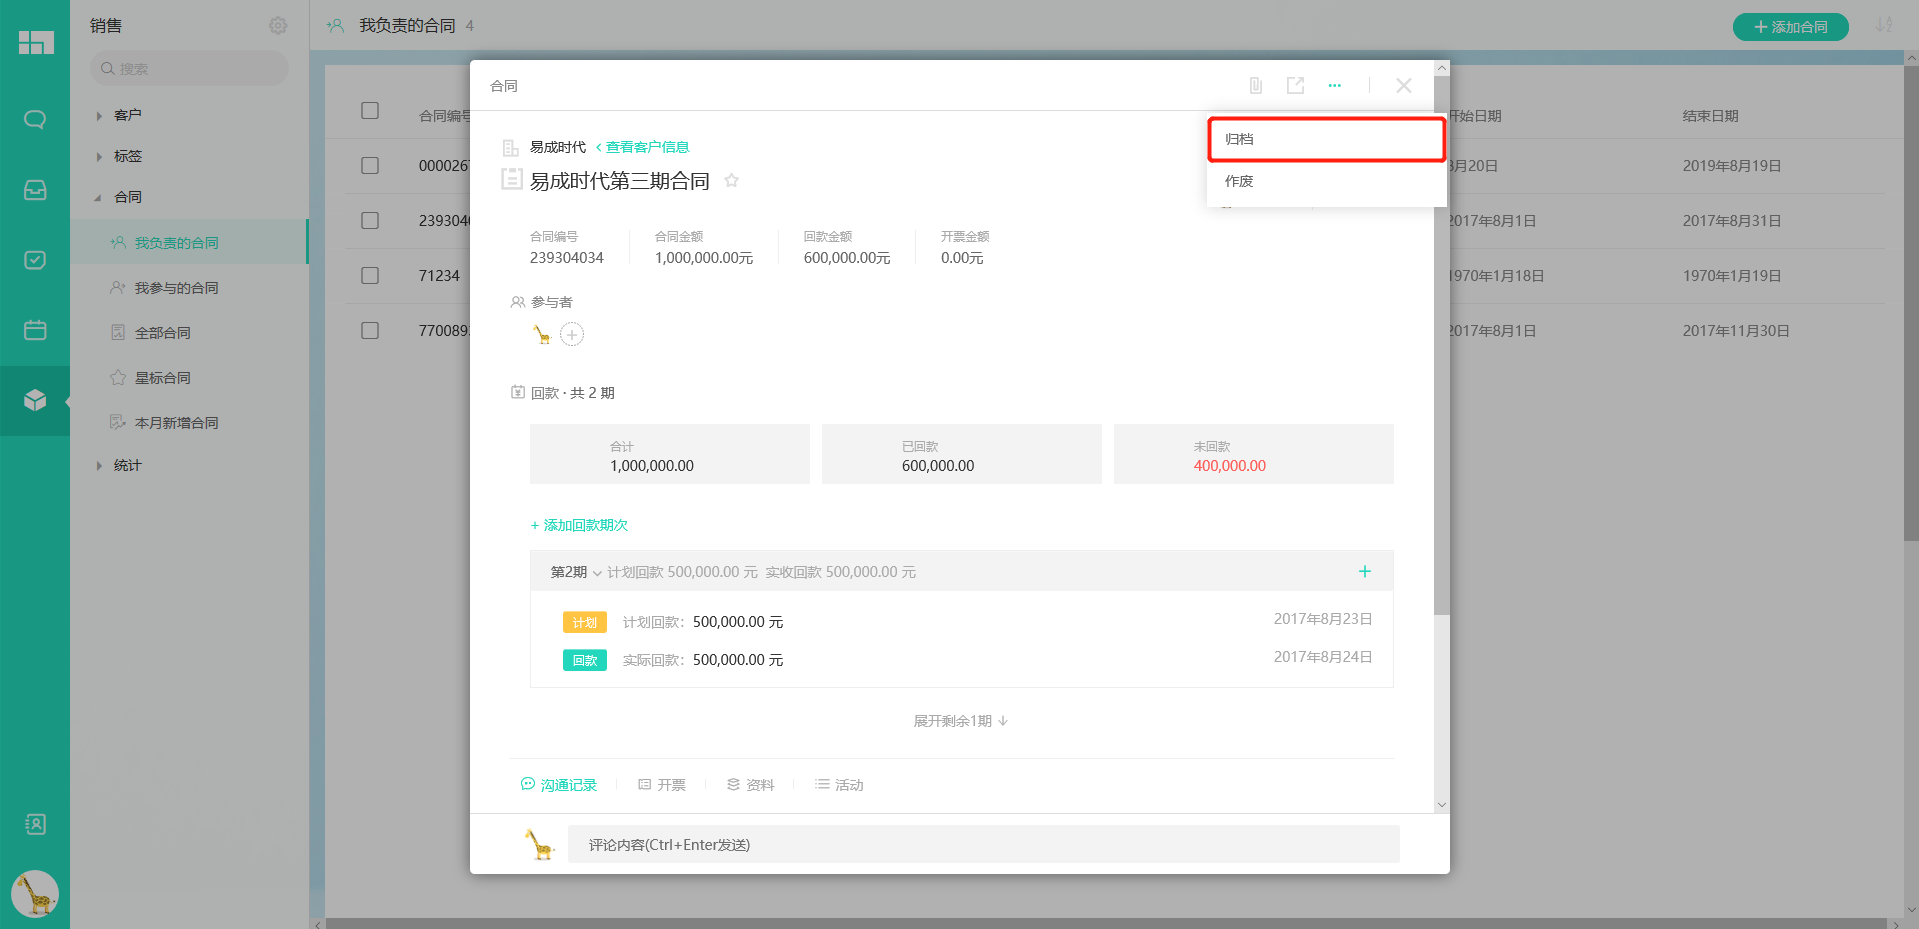 销售
搜索
客户
标签
合同
我负责的合同
我参与的合同
全部合同
星标合同
本月新增合同
统计
我负责的合同 4
+ 添加合同
合同编号
开始日期
结束日期
000026
8月20日
2019年8月19日
239304
2017年8月1日
2017年8月31日
71234
1970年1月18日
1970年1月19日
770089
2017年8月1日
2017年11月30日
合同
归档
作废
易成时代 < 查看客户信息
易成时代第三期合同
合同编号
239304034
合同金额
1,000,000.00元
回款金额
600,000.00元
开票金额
0.00元
参与者
回款 · 共 2 期
合计
1,000,000.00
已回款
600,000.00
未回款
400,000.00
+ 添加回款期次
第2期 计划回款 500,000.00 元 实收回款 500,000.00 元
计划 计划回款：500,000.00 元 2017年8月23日
回款 实际回款：500,000.00 元 2017年8月24日
展开剩余1期 ↓
沟通记录
开票
资料
活动
评论内容(Ctrl+Enter发送)